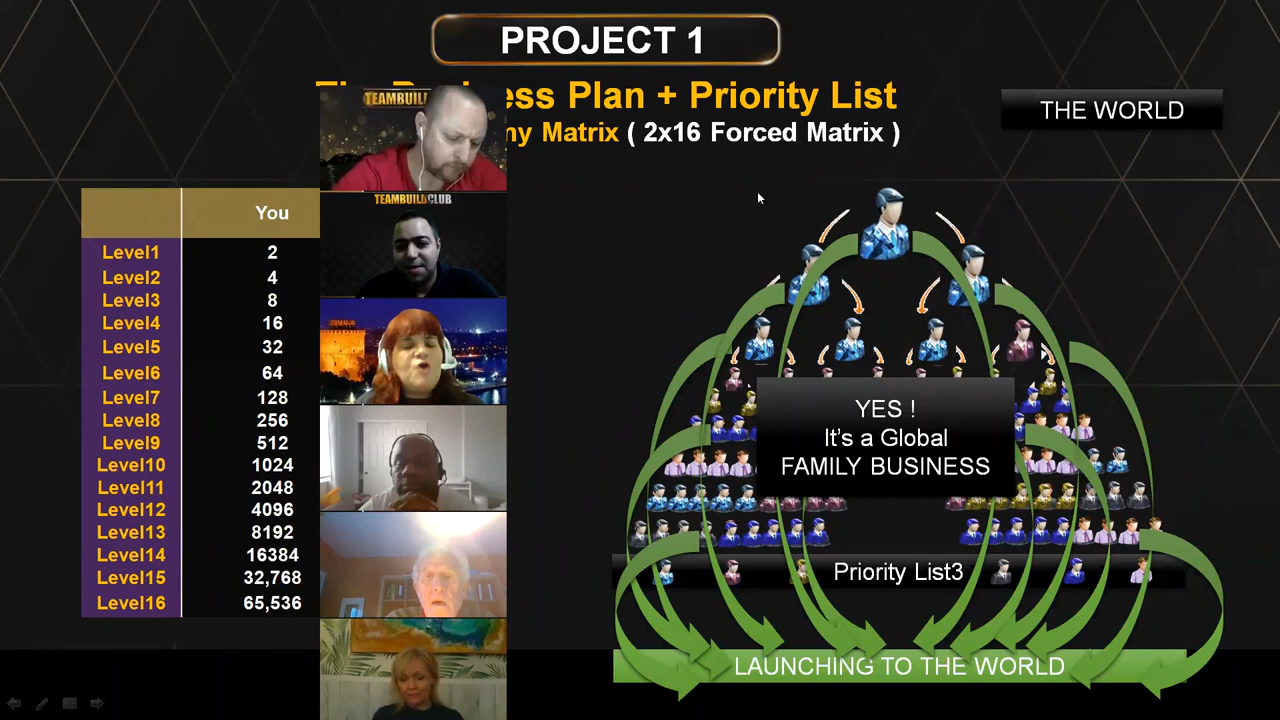 PROJECT 1
Plan + Priority List
Matrix ( 2x16 Forced Matrix )
THE WORLD
You
Level1 2
Level2 4
Level3 8
Level4 16
Level5 32
Level6 64
Level7 128
Level8 256
Level9 512
Level10 1024
Level11 2048
Level12 4096
Level13 8192
Level14 16384
Level15 32,768
Level16 65,536
TEAMBUILDCLUB
YES !
It's a Global
FAMILY BUSINESS
Priority List3
LAUNCHING TO THE WORLD